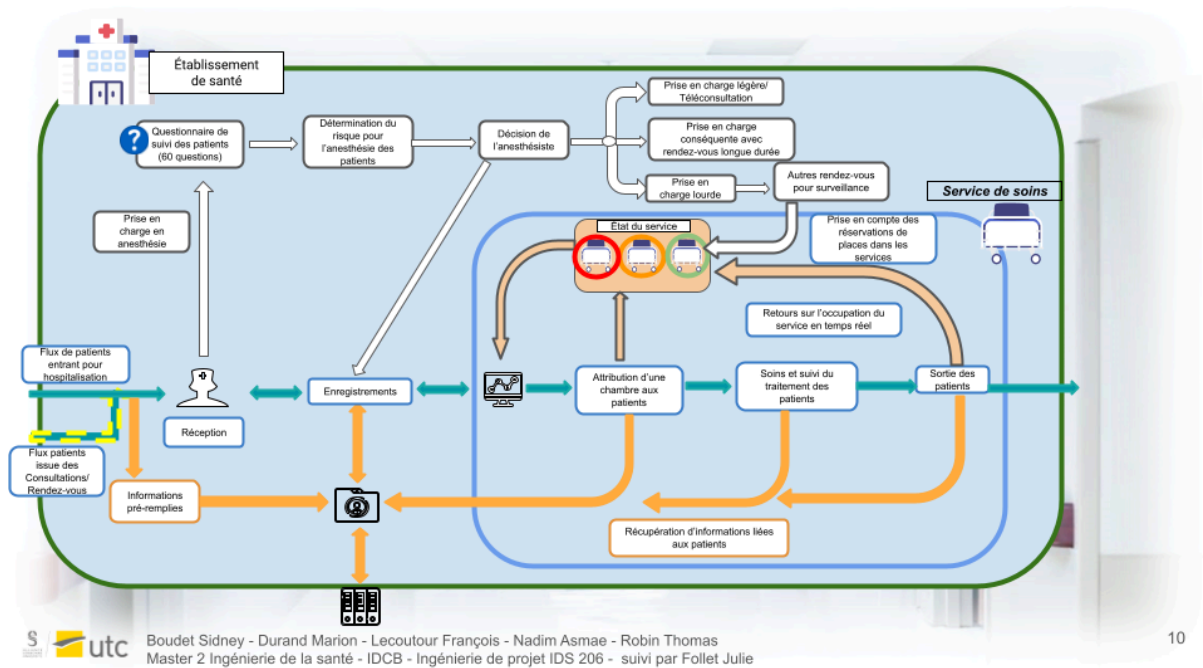 Établissement
de santé
Questionnaire de
suivi des patients
(60 questions)
?
Détermination du
risque pour
l'anesthésie des
patients
Décision de
l'anesthésiste
Prise en charge légère/
Téléconsultation
Prise en charge
conséquente avec
rendez-vous longue durée
Prise en
charge lourde
Autres rendez-vous
pour surveillance
Service de soins
Prise en
charge en
anesthésie
État du service
Prise en compte des
réservations de
places dans les
services
Retours sur l'occupation du
service en temps réel
Flux de patients
entrant pour
hospitalisation
Réception
Enregistrements
Attribution d'une
chambre aux
patients
Soins et suivi du
traitement des
patients
Sortie des
patients
Flux patients
issue des
Consultations/
Rendez-vous
Informations
pré-remplies
Récupération d'informations liées
aux patients
utc
Boudet Sidney - Durand Marion - Lecoutour François - Nadim Asmae - Robin Thomas
Master 2 Ingénierie de la santé - IDCB - Ingénierie de projet IDS 206 - suivi par Follet Julie
10